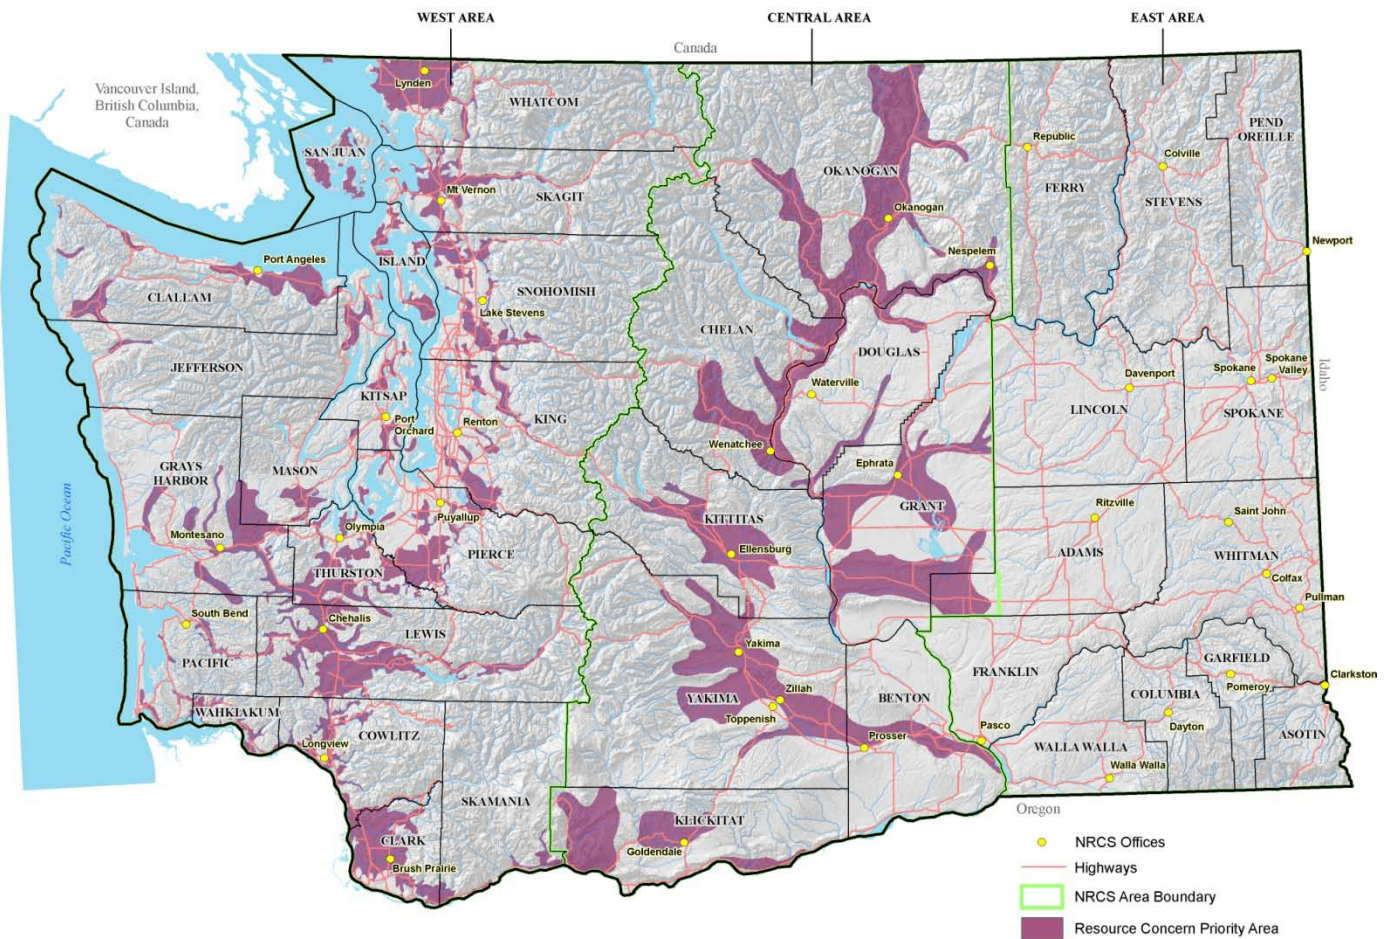 WEST AREA
CENTRAL AREA
EAST AREA
Canada
Vancouver Island,
British Columbia,
Canada
Lynden
WHATCOM
SAN JUAN
Mt Vernon
SKAGIT
OKANOGAN
Okanogan
Nespelem
Republic
FERRY
Colville
STEVENS
PEND
OREILLE
Newport
Port Angeles
CLALLAM
ISLAND
SNOHOMISH
Lake Stevens
CHELAN
DOUGLAS
Waterville
JEFFERSON
KITSAP
Port
Orchard
Renton
KING
Wenatchee
Ephrata
GRANT
Davenport
LINCOLN
Spokane
Spokane
Valley
SPOKANE
Idaho
GRAYS
HARBOR
MASON
Pacific Ocean
Montesano
Olympia
Puyallup
PIERCE
THURSTON
KITTITAS
Ellensburg
Ritzville
ADAMS
Saint John
WHITMAN
Colfax
Pullman
South Bend
Chehalis
LEWIS
PACIFIC
Yakima
YAKIMA
Zillah
Toppenish
BENTON
FRANKLIN
GARFIELD
Pomeroy
Clarkston
COLUMBIA
Dayton
ASOTIN
WAHKIAKUM
Longview
COWLITZ
Prosser
Pasco
WALLA WALLA
Walla Walla
SKAMANIA
KLICKITAT
Goldendale
Oregon
CLARK
Brush Prairie
NRCS Offices
Highways
NRCS Area Boundary
Resource Concern Priority Area